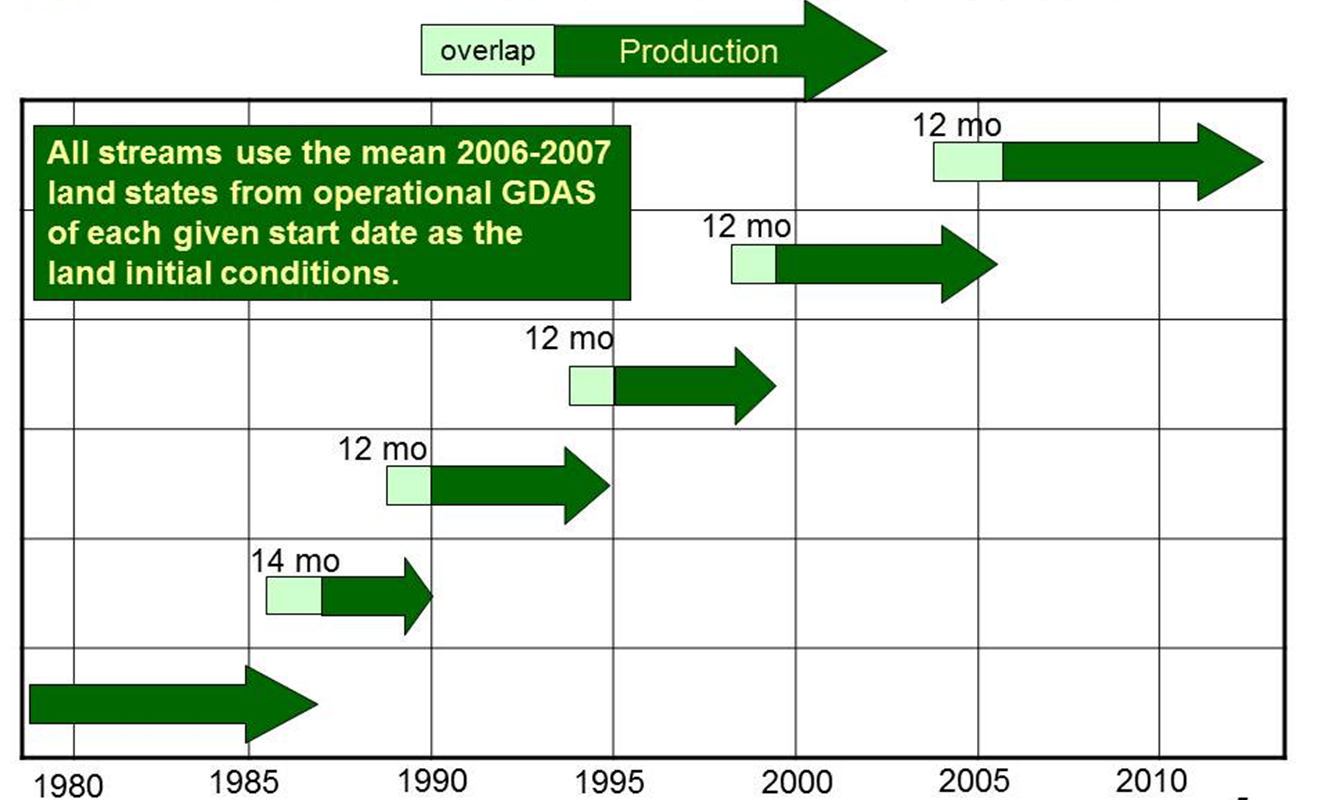 overlap Production
12 mo
All streams use the mean 2006-2007
land states from operational GDAS
of each given start date as the
land initial conditions.
12 mo
12 mo
12 mo
14 mo
1980 1985 1990 1995 2000 2005 2010